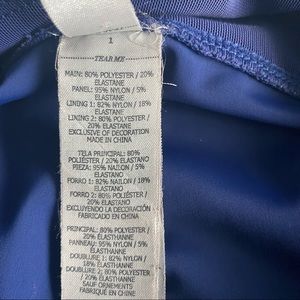 1
TEAR ME
MAIN: 80% POLYESTER / 20%
ELASTANE
PANEL: 95% NYLON / 5%
ELASTANE
LINING 1: 82% NYLON / 18%
ELASTANE
LINING 2: 80% POLYESTER /
20% ELASTANE
EXCLUSIVE OF DECORATION
MADE IN CHINA
TELA PRINCIPAL: 80%
POLIÉSTER / 20% ELASTANO
PIEZA: 95% NAILON / 5%
ELASTANO
FORRO 1: 82% NAILON / 18%
ELASTANO
FORRO 2: 80% POLIÉSTER /
20% ELASTANO
EXCLUYENDO LA DECORACIÓN
FABRICADO EN CHINA
PRINCIPAL: 80% POLYESTER /
20% ÉLASTHANNE
PANNEAU: 95% NYLON / 5%
ÉLASTHANNE
DOUBLURE 1: 82% NYLON /
18% ÉLASTHANNE
DOUBLURE 2: 80% POLYESTER
/ 20% ÉLASTHANNE
SAUF ORNEMENTS
FABRIQUÉ EN CHINE